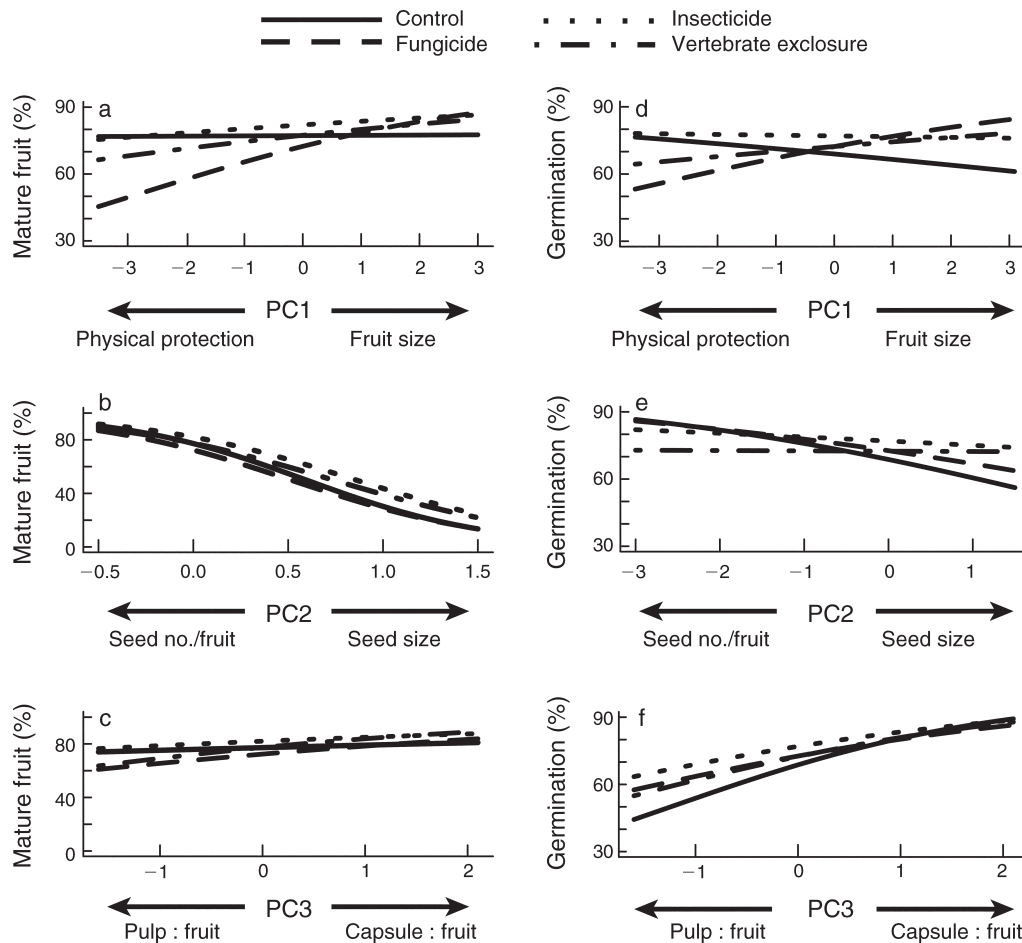 Control
Fungicide
Insecticide
Vertebrate exclosure
a
Mature fruit (%)
90
60
30
−3 −2 −1 0 1 2 3
PC1
Physical protection Fruit size
d
Germination (%)
90
60
30
−3 −2 −1 0 1 2 3
PC1
Physical protection Fruit size
b
Mature fruit (%)
80
40
0
−0.5 0.0 0.5 1.0 1.5
PC2
Seed no./fruit Seed size
e
Germination (%)
90
60
30
−3 −2 −1 0 1
PC2
Seed no./fruit Seed size
c
Mature fruit (%)
80
40
0
−1 0 1 2
PC3
Pulp : fruit Capsule : fruit
f
Germination (%)
90
60
30
−1 0 1 2
PC3
Pulp : fruit Capsule : fruit